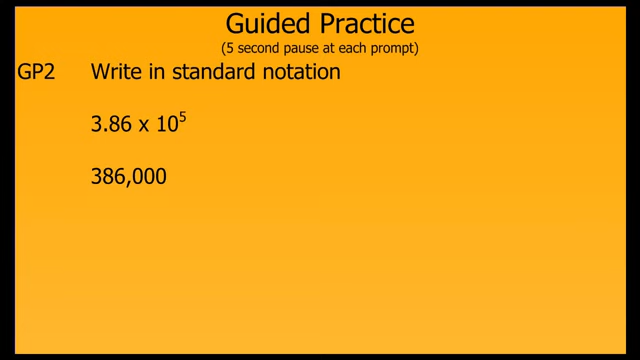 Guided Practice
(5 second pause at each prompt)
GP2 Write in standard notation
3.86 x 10⁵
386,000